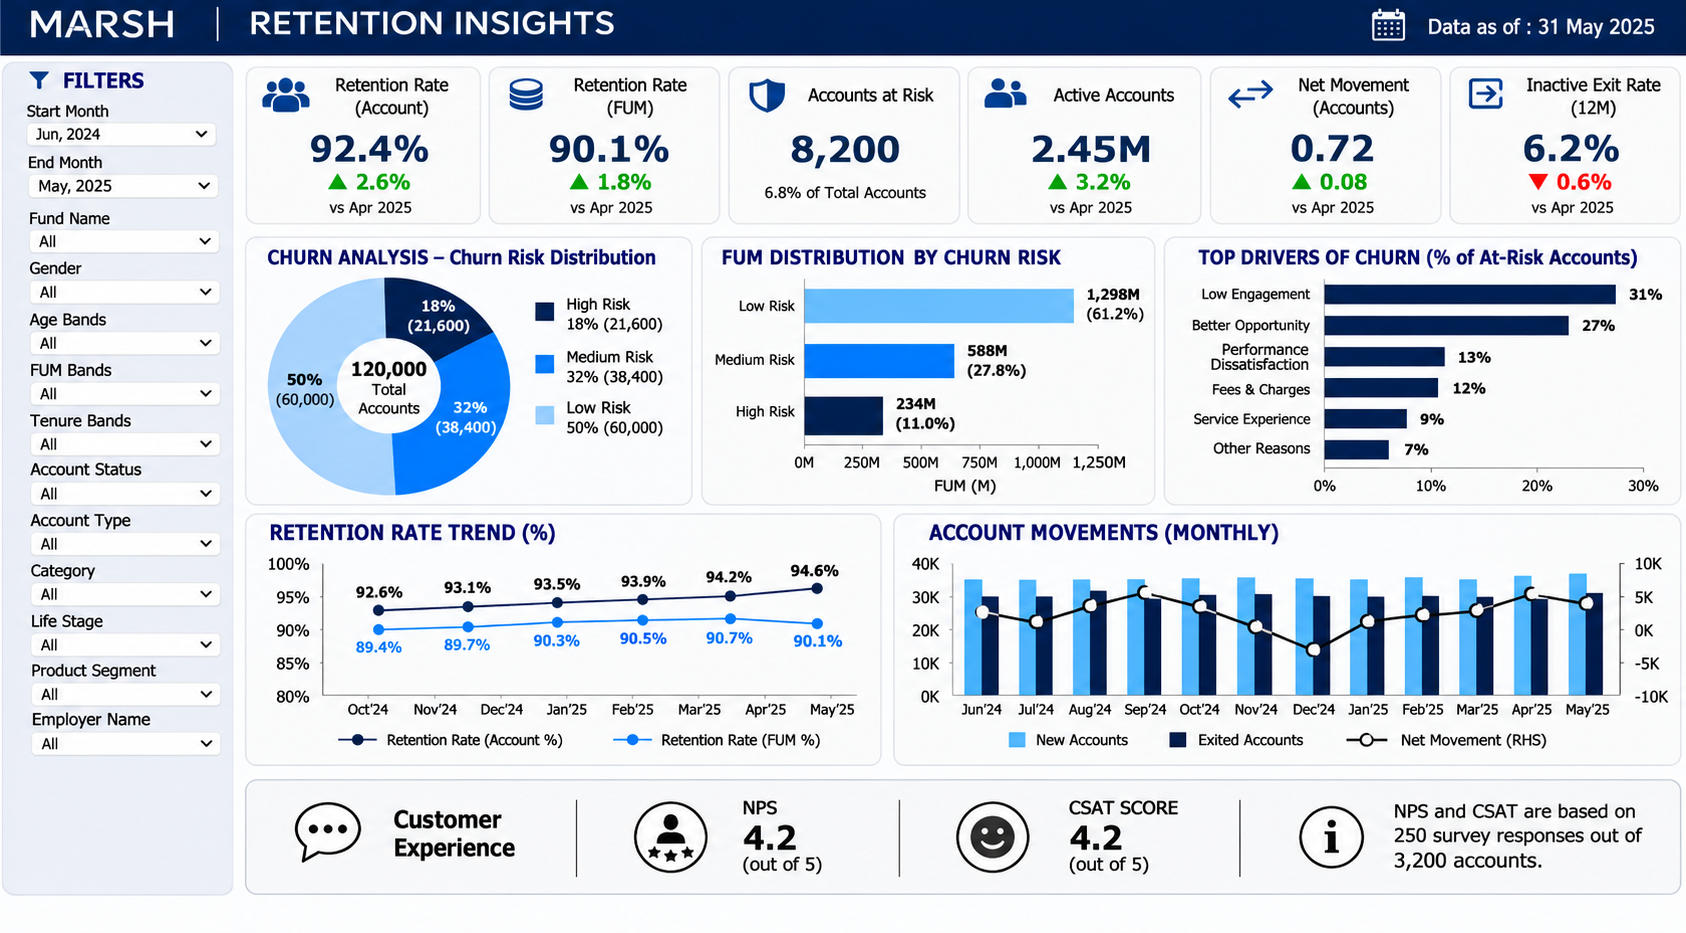 MARSH
RETENTION INSIGHTS
Data as of : 31 May 2025
FILTERS
Start Month
Jun, 2024
End Month
May, 2025
Fund Name
All
Gender
All
Age Bands
All
FUM Bands
All
Tenure Bands
All
Account Status
All
Account Type
All
Category
All
Life Stage
All
Product Segment
All
Employer Name
All
Retention Rate
(Account)
92.4%
▲ 2.6%
vs Apr 2025
Retention Rate
(FUM)
90.1%
▲ 1.8%
vs Apr 2025
Accounts at Risk
8,200
6.8% of Total Accounts
Active Accounts
2.45M
▲ 3.2%
vs Apr 2025
Net Movement
(Accounts)
0.72
▲ 0.08
vs Apr 2025
Inactive Exit Rate
(12M)
6.2%
▼ 0.6%
vs Apr 2025
CHURN ANALYSIS – Churn Risk Distribution
18%
(21,600)
50%
(60,000)
120,000
Total
Accounts
32%
(38,400)
High Risk
18% (21,600)
Medium Risk
32% (38,400)
Low Risk
50% (60,000)
FUM DISTRIBUTION BY CHURN RISK
Low Risk
1,298M
(61.2%)
Medium Risk
588M
(27.8%)
High Risk
234M
(11.0%)
0M 250M 500M 750M 1,000M 1,250M
FUM (M)
TOP DRIVERS OF CHURN (% of At-Risk Accounts)
Low Engagement 31%
Better Opportunity 27%
Performance
Dissatisfaction
13%
Fees & Charges 12%
Service Experience 9%
Other Reasons 7%
0% 10% 20% 30%
RETENTION RATE TREND (%)
100%
95%
90%
85%
80%
92.6% 93.1% 93.5% 93.9% 94.2% 94.6%
89.4% 89.7% 90.3% 90.5% 90.7% 90.1%
Oct'24 Nov'24 Dec'24 Jan'25 Feb'25 Mar'25 Apr'25 May'25
Retention Rate (Account %) Retention Rate (FUM %)
ACCOUNT MOVEMENTS (MONTHLY)
40K
30K
20K
10K
0K
10K
5K
0K
-5K
-10K
Jun'24 Jul'24 Aug'24 Sep'24 Oct'24 Nov'24 Dec'24 Jan'25 Feb'25 Mar'25 Apr'25 May'25
New Accounts Exited Accounts Net Movement (RHS)
Customer
Experience
NPS
4.2
(out of 5)
CSAT SCORE
4.2
(out of 5)
NPS and CSAT are based on
250 survey responses out of
3,200 accounts.